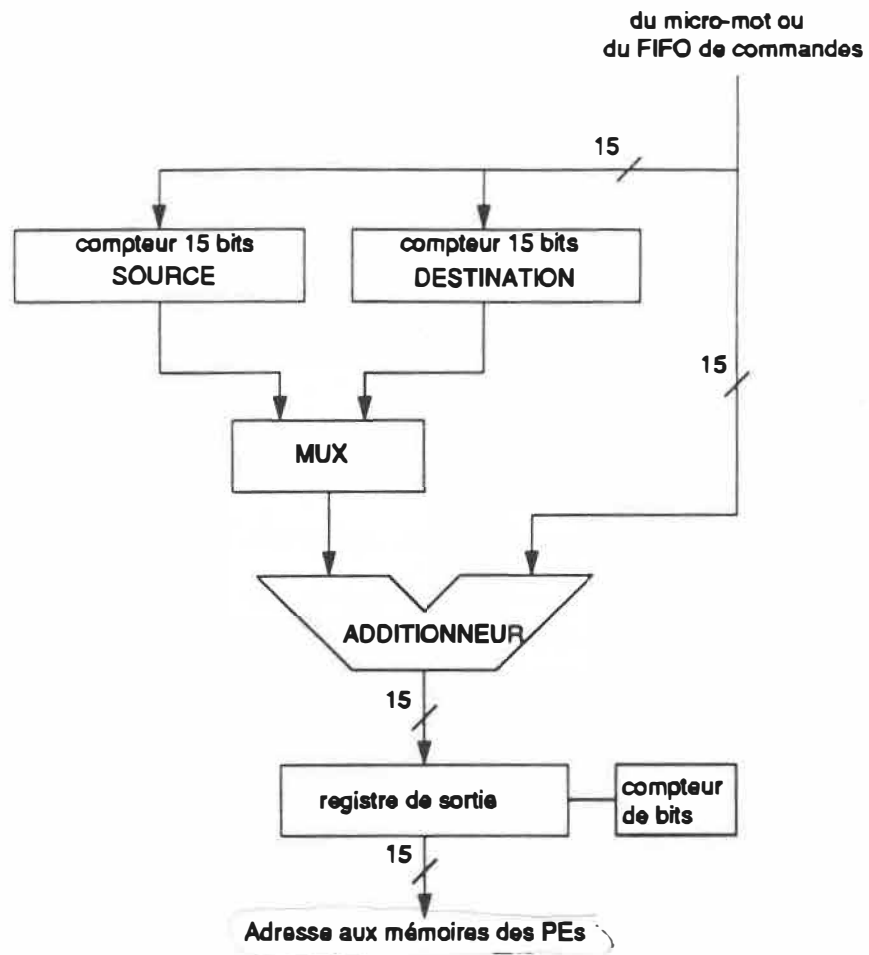 du micro-mot ou
du FIFO de commandes
15
compteur 15 bits
SOURCE
compteur 15 bits
DESTINATION
15
MUX
ADDITIONNEUR
15
registre de sortie
compteur
de bits
15
Adresse aux mémoires des PEs